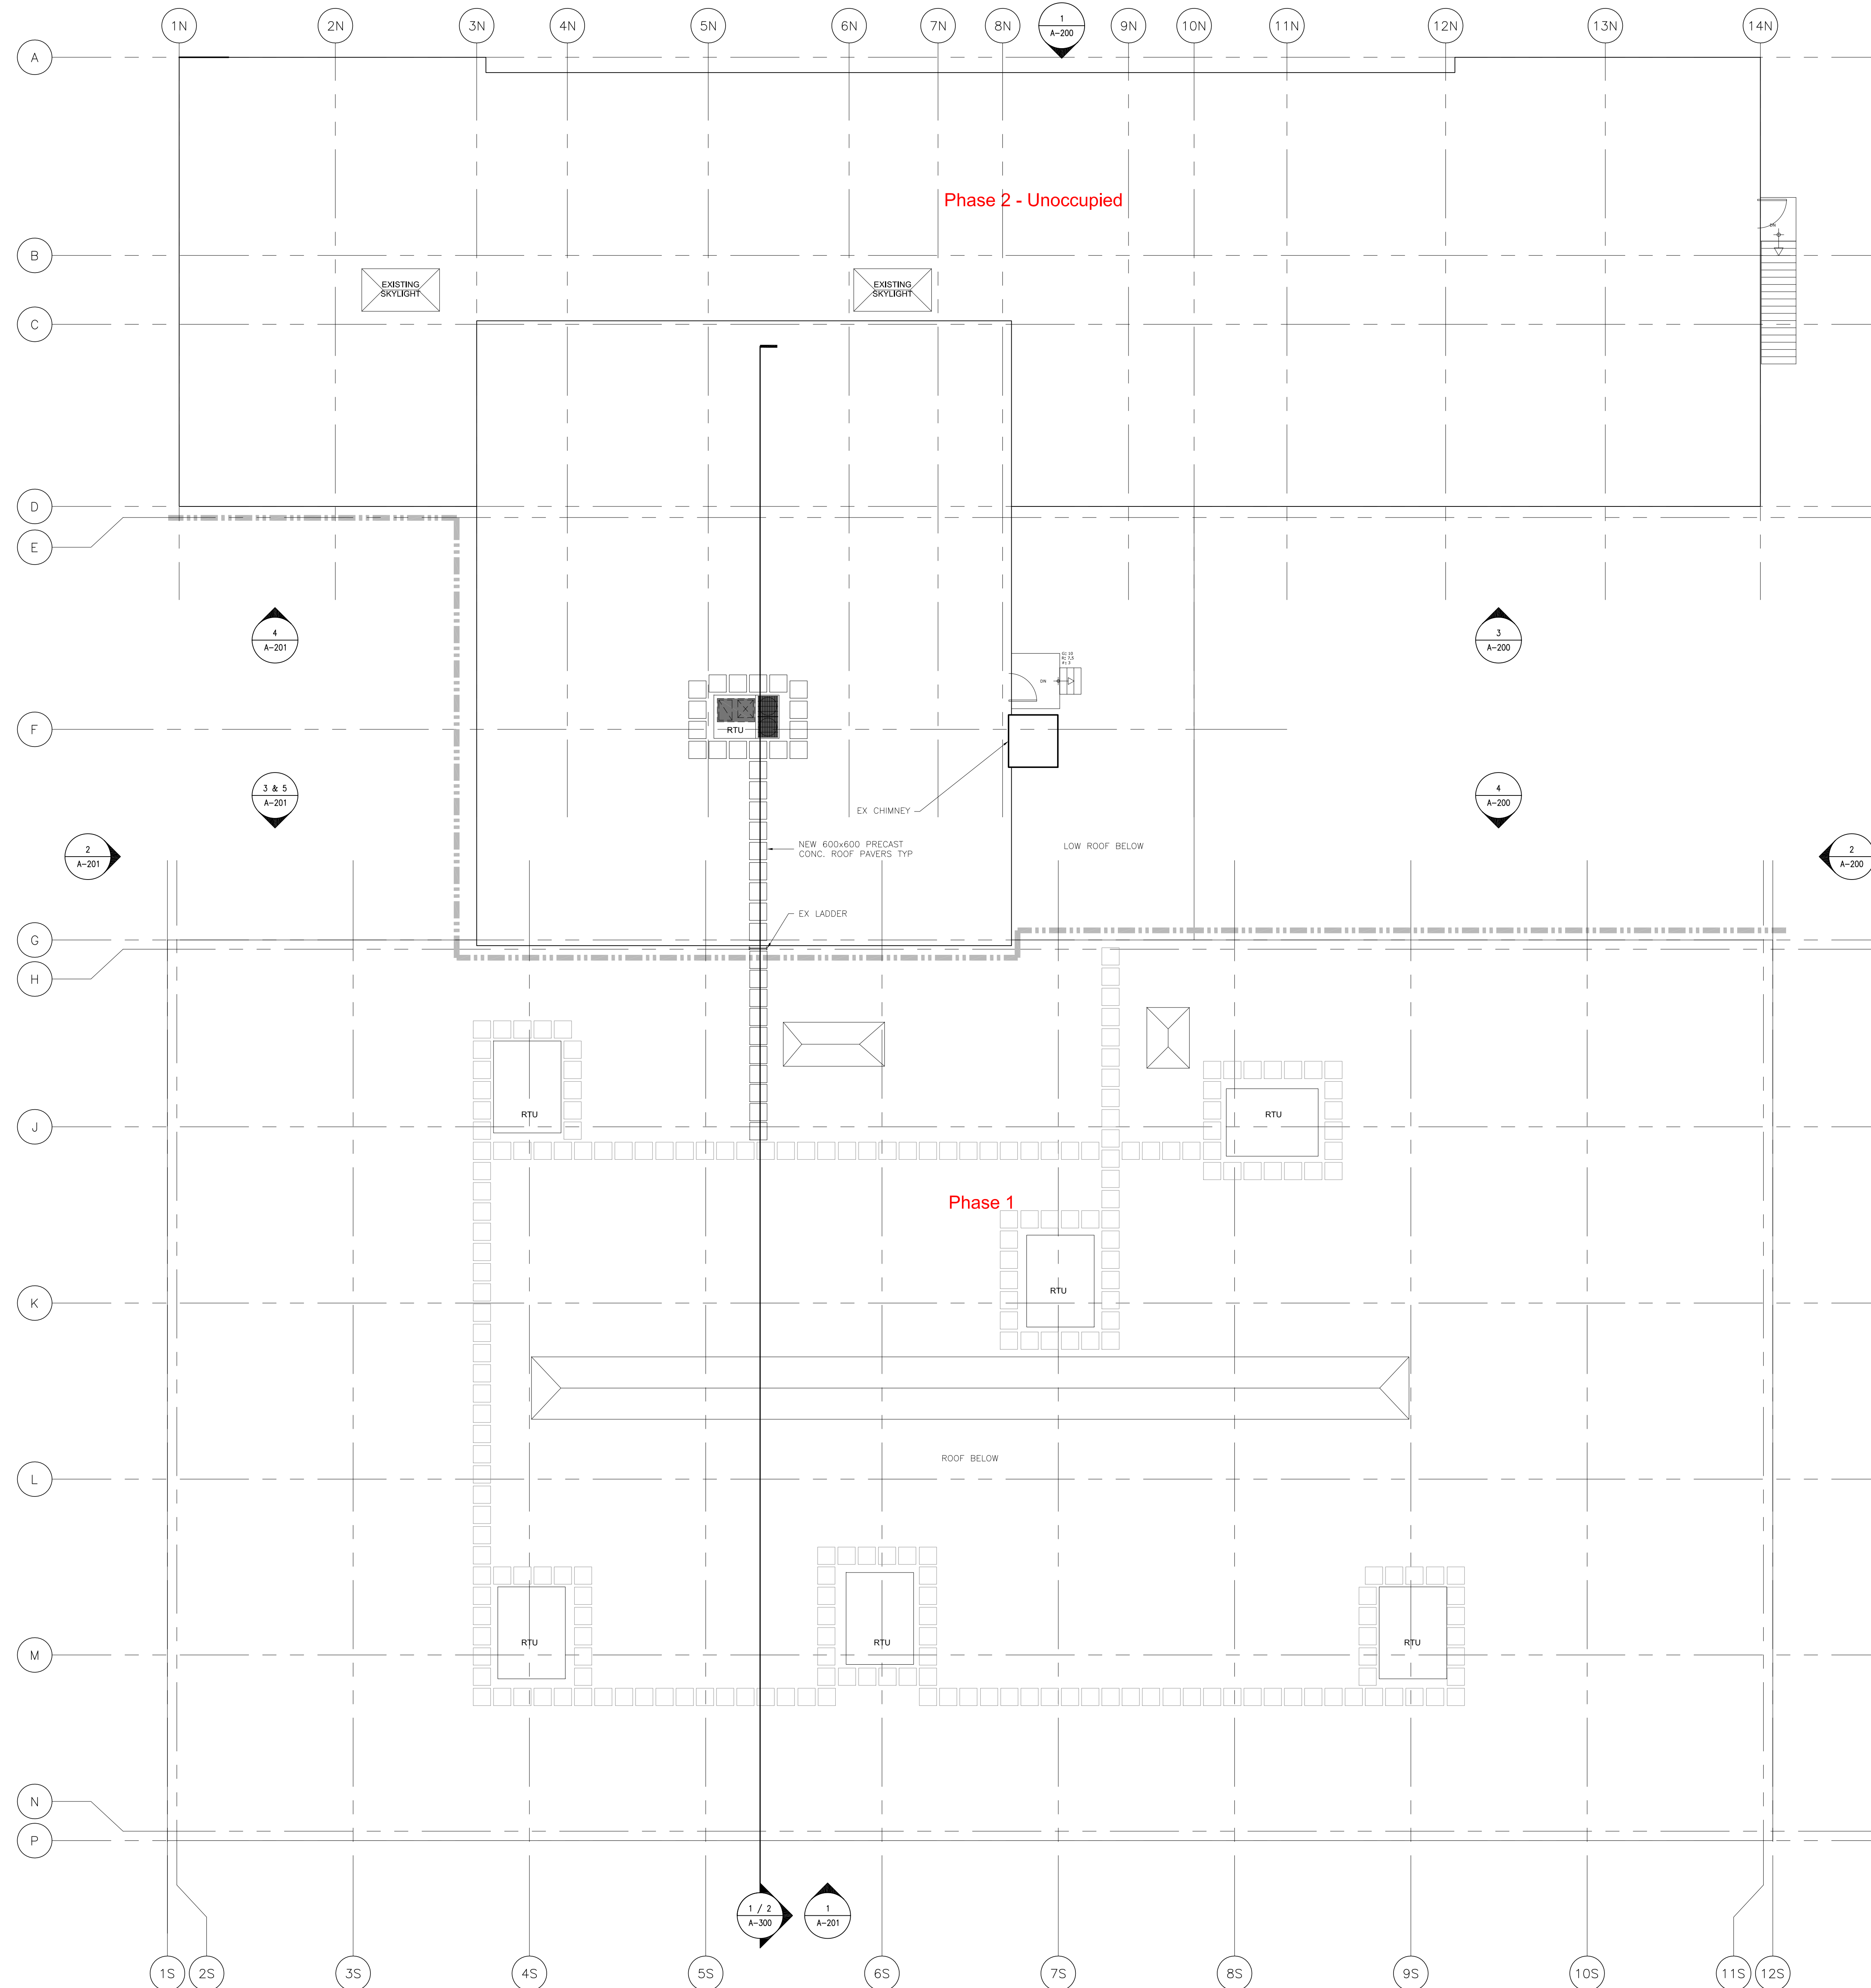 1N 2N 3N 4N 5N 6N 7N 8N 9N 10N 11N 12N 13N 14N
1
A-200
A
Phase 2 - Unoccupied
DN
B
EXISTING
SKYLIGHT
EXISTING
SKYLIGHT
C
D
E
4
A-201
3
A-200
DN
RTU
F
EX CHIMNEY
3 & 5
A-201
4
A-200
NEW 600x600 PRECAST
CONC. ROOF PAVERS TYP
LOW ROOF BELOW
2
A-201
2
A-200
EX LADDER
G
H
RTU
RTU
J
Phase 1
RTU
K
ROOF BELOW
L
RTU
RTU
RTU
M
N
P
1 / 2
A-300
1
A-201
1S 2S 3S 4S 5S 6S 7S 8S 9S 10S 11S 12S